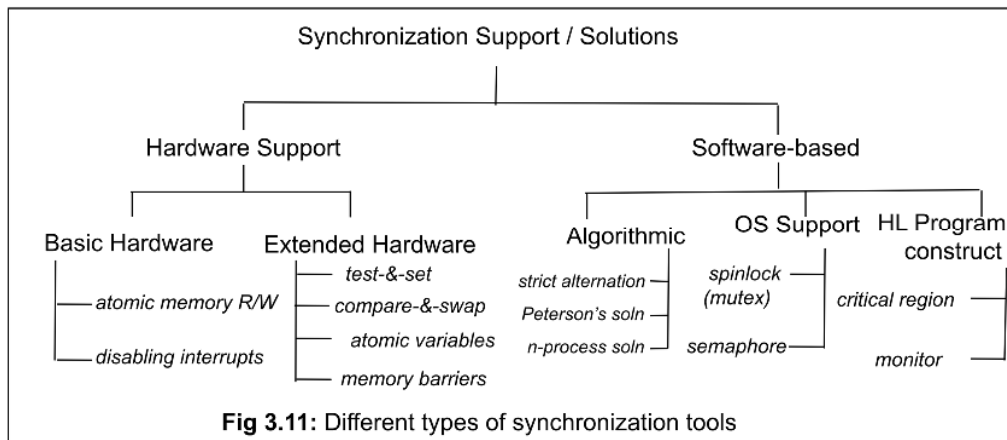 Synchronization Support / Solutions
Hardware Support
Software-based
Basic Hardware
atomic memory R/W
disabling interrupts
Extended Hardware
test-&-set
compare-&-swap
atomic variables
memory barriers
Algorithmic
strict alternation
Peterson's soln
n-process soln
OS Support
spinlock
(mutex)
semaphore
HL Program
construct
critical region
monitor
Fig 3.11: Different types of synchronization tools